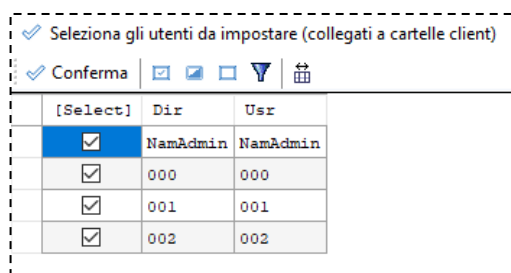 Seleziona gli utenti da impostare (collegati a cartelle client)
Conferma
[Select] Dir Usr
NamAdmin NamAdmin
000 000
001 001
002 002